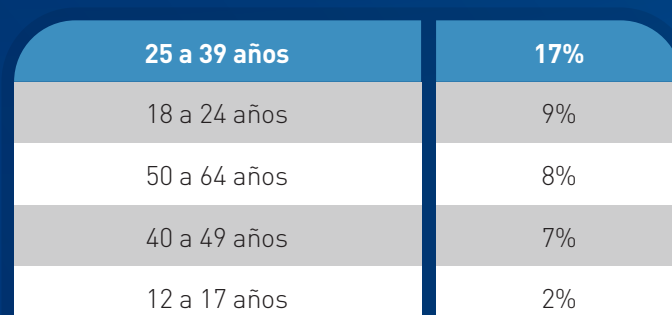 25 a 39 años 17%
18 a 24 años 9%
50 a 64 años 8%
40 a 49 años 7%
12 a 17 años 2%